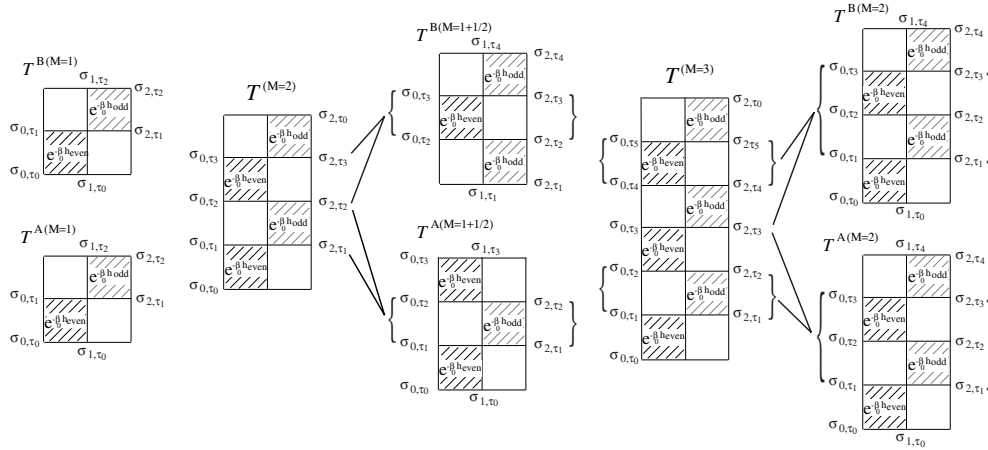 T^B(M=1)
σ1,τ2
σ2,τ2
e^-β0 hodd
σ0,τ1
σ2,τ1
e^-β0 heven
σ0,τ0
σ1,τ0
T^A(M=1)
σ1,τ2
σ2,τ2
e^-β0 hodd
σ0,τ1
σ2,τ1
e^-β0 heven
σ0,τ0
σ1,τ0
T^(M=2)
σ2,τ0
e^-β0 hodd
σ0,τ3
σ2,τ3
e^-β0 heven
σ0,τ2
σ2,τ2
e^-β0 hodd
σ0,τ1
σ2,τ1
e^-β0 heven
σ0,τ0
T^B(M=1+1/2)
σ1,τ4
σ2,τ4
e^-β0 hodd
{ σ0,τ3
σ2,τ3 }
e^-β0 heven
σ0,τ2
σ2,τ2
e^-β0 hodd
σ2,τ1
σ1,τ1
T^A(M=1+1/2)
σ1,τ3
σ0,τ3
e^-β0 heven
{ σ0,τ2
σ2,τ2 }
e^-β0 hodd
σ0,τ1
σ2,τ1
e^-β0 heven
σ0,τ0
σ1,τ0
T^(M=3)
σ2,τ0
e^-β0 hodd
{ σ0,τ5
σ2,τ5 }
e^-β0 heven
σ0,τ4
σ2,τ4
e^-β0 hodd
σ0,τ3
σ2,τ3
e^-β0 heven
{ σ0,τ2
σ2,τ2 }
e^-β0 hodd
σ0,τ1
σ2,τ1
e^-β0 heven
σ0,τ0
T^B(M=2)
σ1,τ4
σ2,τ4
e^-β0 hodd
{ σ0,τ3
σ2,τ3
e^-β0 heven
σ0,τ2
σ2,τ2
e^-β0 hodd
σ0,τ1
σ2,τ1
e^-β0 heven
σ0,τ0
σ1,τ0
T^A(M=2)
σ1,τ4
σ2,τ4
e^-β0 hodd
{ σ0,τ3
σ2,τ3
e^-β0 heven
σ0,τ2
σ2,τ2
e^-β0 hodd
σ0,τ1
σ2,τ1
e^-β0 heven
σ0,τ0
σ1,τ0